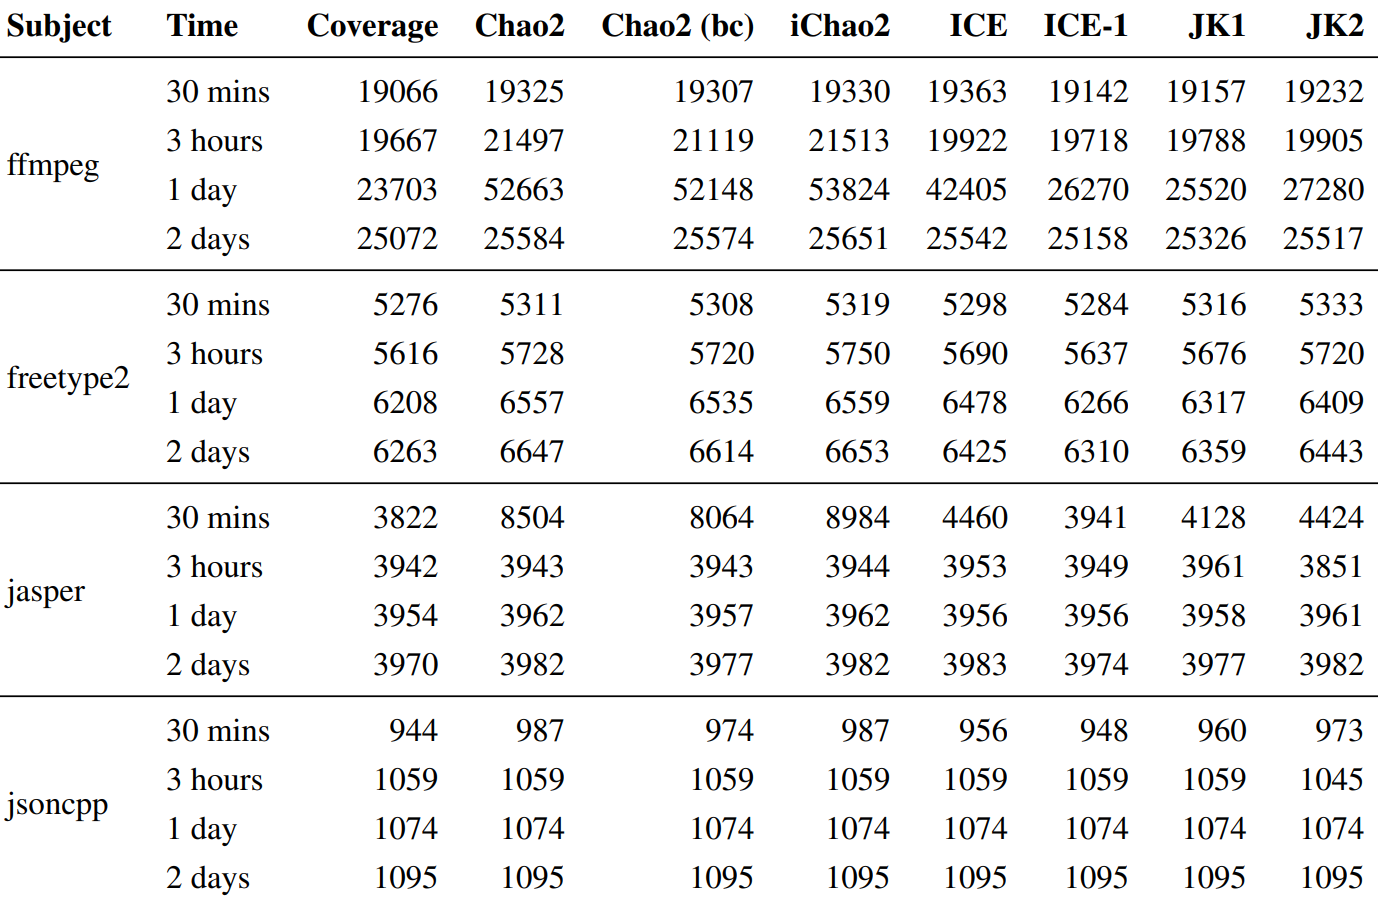 Subject Time Coverage Chao2 Chao2 (bc) iChao2 ICE ICE-1 JK1 JK2
ffmpeg
30 mins 19066 19325 19307 19330 19363 19142 19157 19232
3 hours 19667 21497 21119 21513 19922 19718 19788 19905
1 day 23703 52663 52148 53824 42405 26270 25520 27280
2 days 25072 25584 25574 25651 25542 25158 25326 25517
freetype2
30 mins 5276 5311 5308 5319 5298 5284 5316 5333
3 hours 5616 5728 5720 5750 5690 5637 5676 5720
1 day 6208 6557 6535 6559 6478 6266 6317 6409
2 days 6263 6647 6614 6653 6425 6310 6359 6443
jasper
30 mins 3822 8504 8064 8984 4460 3941 4128 4424
3 hours 3942 3943 3943 3944 3953 3949 3961 3851
1 day 3954 3962 3957 3962 3956 3956 3958 3961
2 days 3970 3982 3977 3982 3983 3974 3977 3982
jsoncpp
30 mins 944 987 974 987 956 948 960 973
3 hours 1059 1059 1059 1059 1059 1059 1059 1045
1 day 1074 1074 1074 1074 1074 1074 1074 1074
2 days 1095 1095 1095 1095 1095 1095 1095 1095